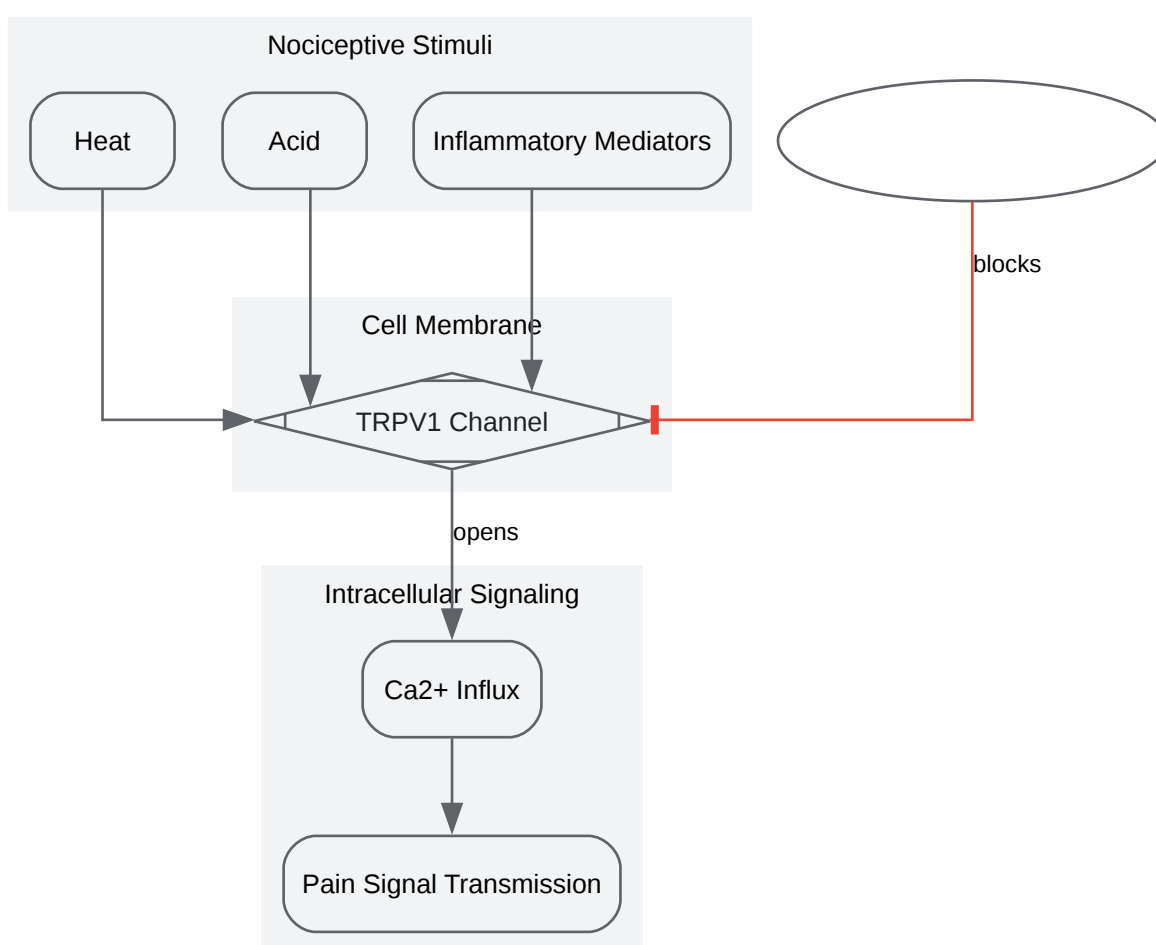 Nociceptive Stimuli
Heat
Acid
Inflammatory Mediators
blocks
Cell Membrane
TRPV1 Channel
opens
Intracellular Signaling
Ca2+ Influx
Pain Signal Transmission